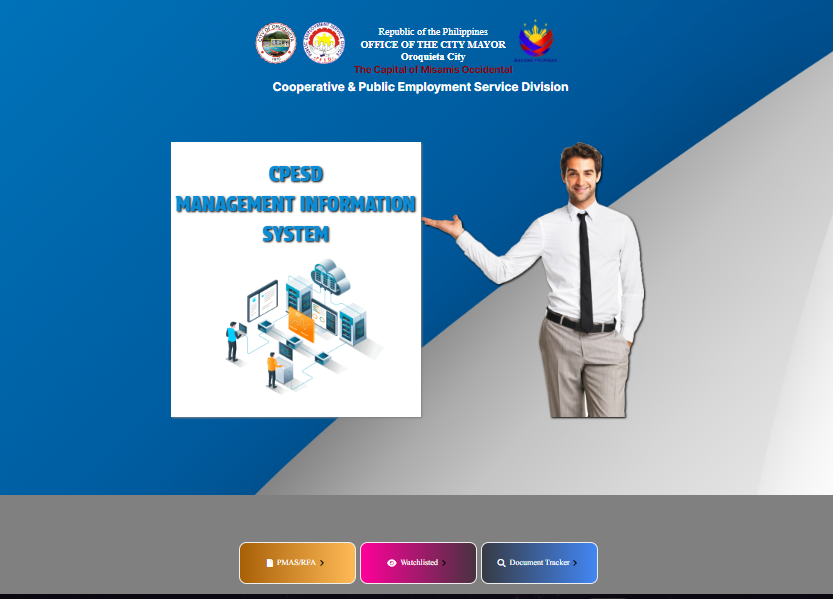 Republic of the Philippines
OFFICE OF THE CITY MAYOR
Oroquieta City
The Capital of Misamis Occidental
Cooperative & Public Employment Service Division
CPESD
MANAGEMENT INFORMATION
SYSTEM
PMAS/RFA
Watchlisted
Document Tracker